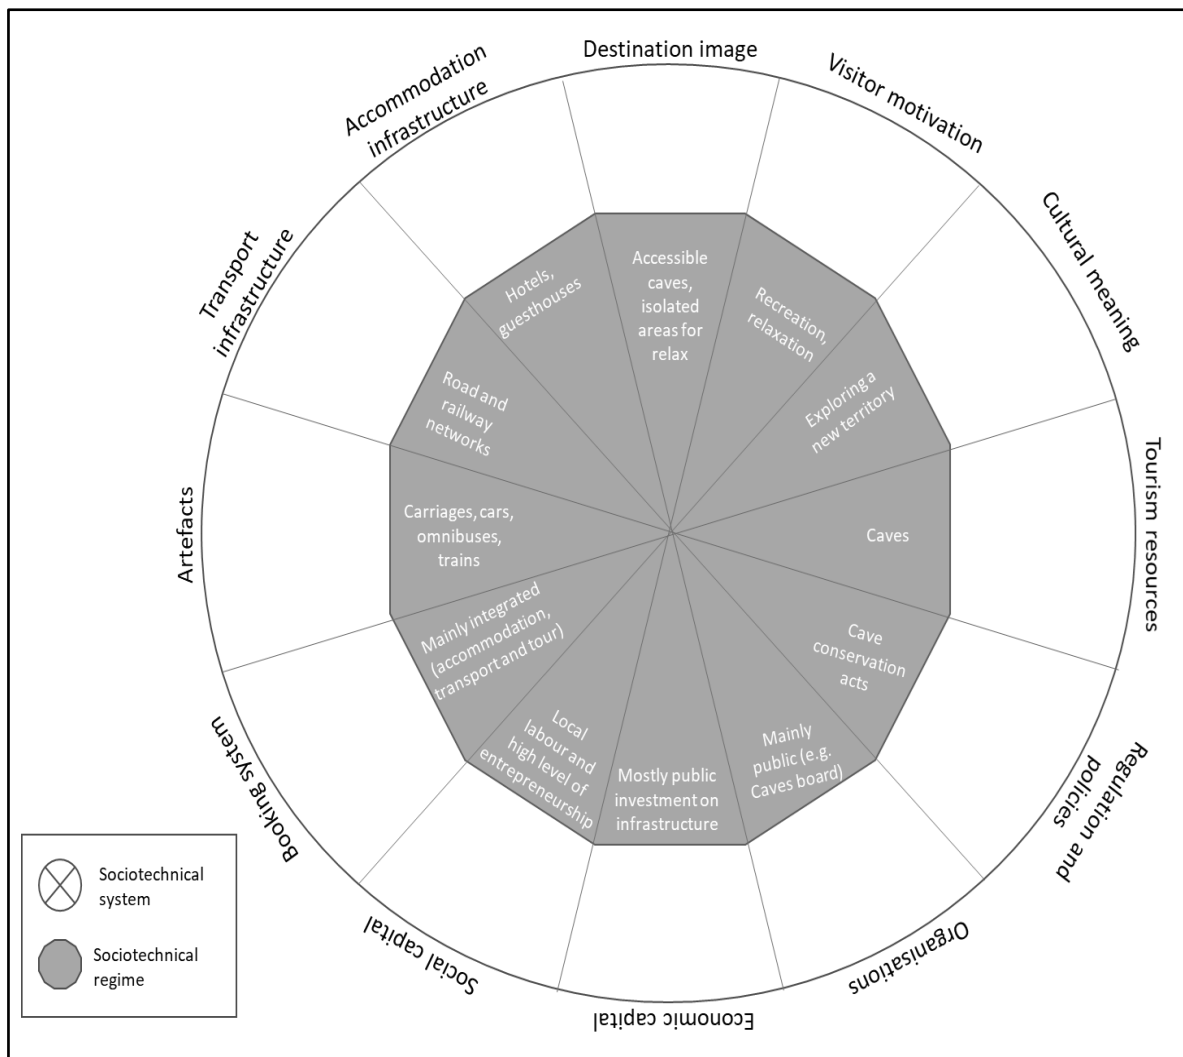 Destination image
Visitor motivation
Cultural meaning
Tourism resources
Regulation and
policies
Organisations
Economic capital
Social capital
Booking system
Artefacts
Transport
infrastructure
Accommodation
infrastructure
Accessible
caves,
isolated
areas for
relax
Recreation,
relaxation
Exploring a
new territory
Caves
Cave
conservation
acts
Mainly
public (e.g.
Caves board)
Mostly public
investment on
infrastructure
Local
labour and
high level of
entrepreneurship
Mainly integrated
(accommodation,
transport and tour)
Carriages, cars,
omnibuses,
trains
Road and
railway
networks
Hotels,
guesthouses
Sociotechnical
system
Sociotechnical
regime